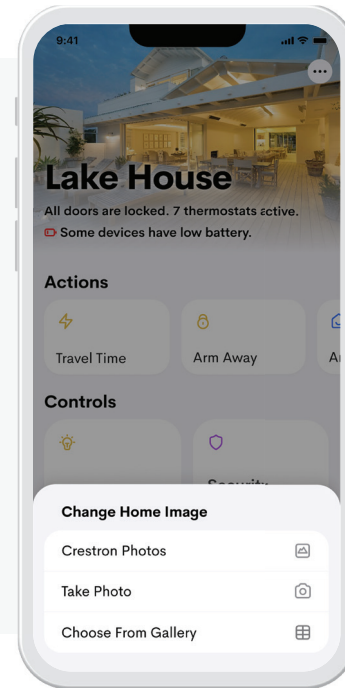 9:41
Lake House
All doors are locked. 7 thermostats active.
Some devices have low battery.
Actions
Travel Time
Arm Away
Controls
Security
Change Home Image
Crestron Photos
Take Photo
Choose From Gallery